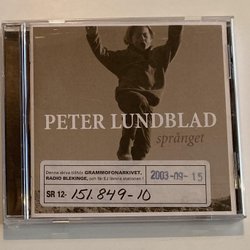 PETER LUNDBLAD
språnget
Denna skiva tillhör GRAMMOFONARKIVET,
RADIO BLEKINGE, och får EJ lämna stationen!
2003-09-15
SR 12- 151.849-10